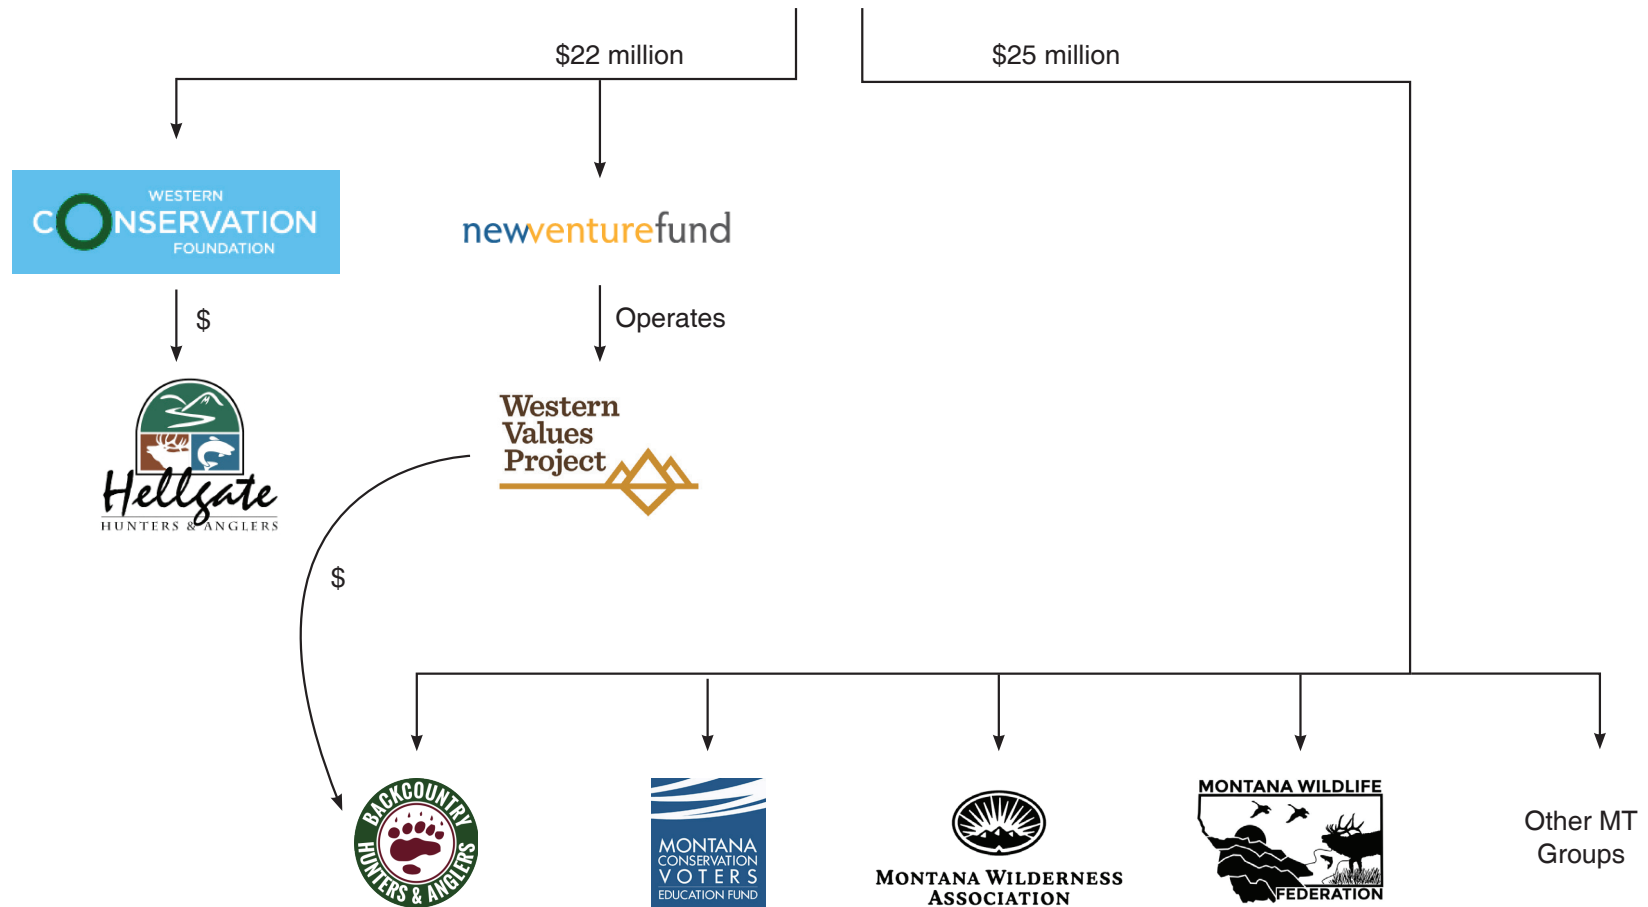 $22 million
$25 million
WESTERN
CONSERVATION
FOUNDATION
newventurefund
$
Operates
Hellgate
HUNTERS & ANGLERS
Western
Values
Project
$
BACKCOUNTRY
HUNTERS & ANGLERS
MONTANA
CONSERVATION
VOTERS
EDUCATION FUND
MONTANA WILDERNESS
ASSOCIATION
MONTANA WILDLIFE
FEDERATION
Other MT
Groups